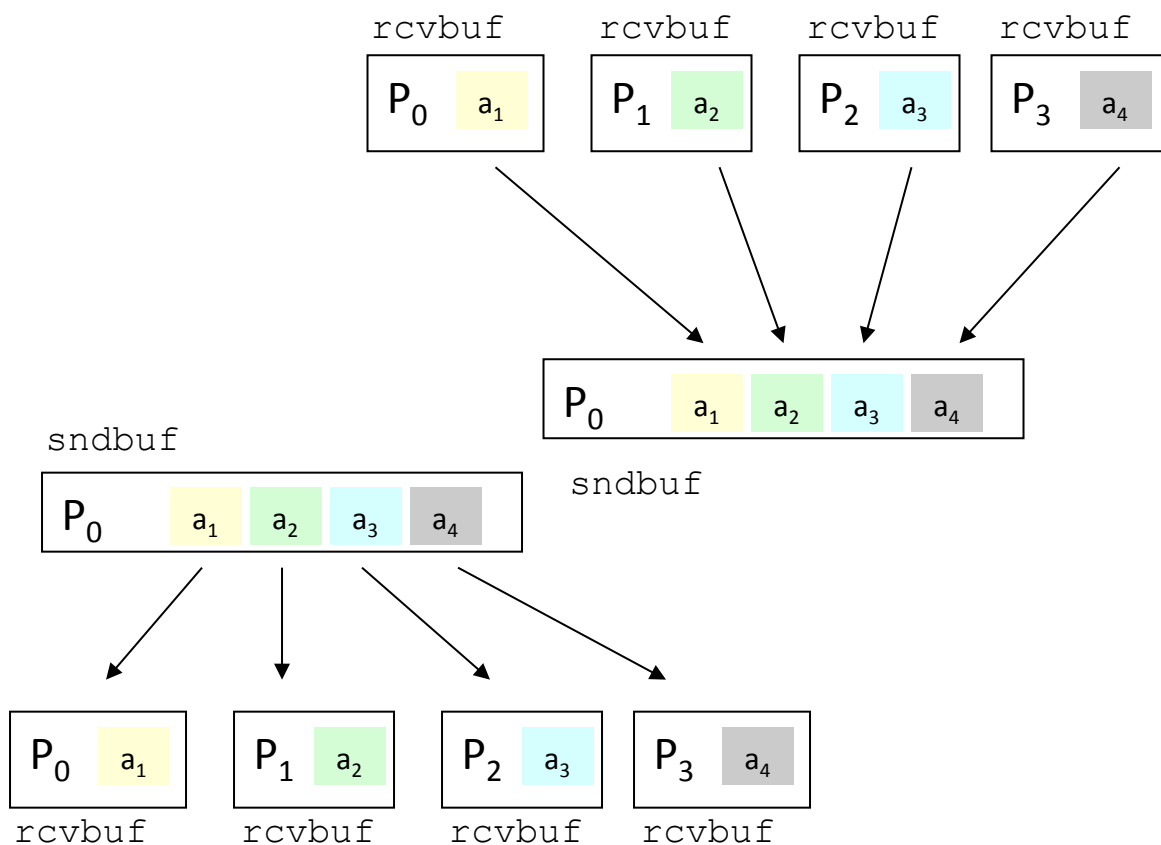 rcvbuf rcvbuf rcvbuf rcvbuf
P₀ a₁ P₁ a₂ P₂ a₃ P₃ a₄
P₀ a₁ a₂ a₃ a₄
sndbuf
sndbuf
P₀ a₁ a₂ a₃ a₄
P₀ a₁ P₁ a₂ P₂ a₃ P₃ a₄
rcvbuf rcvbuf rcvbuf rcvbuf